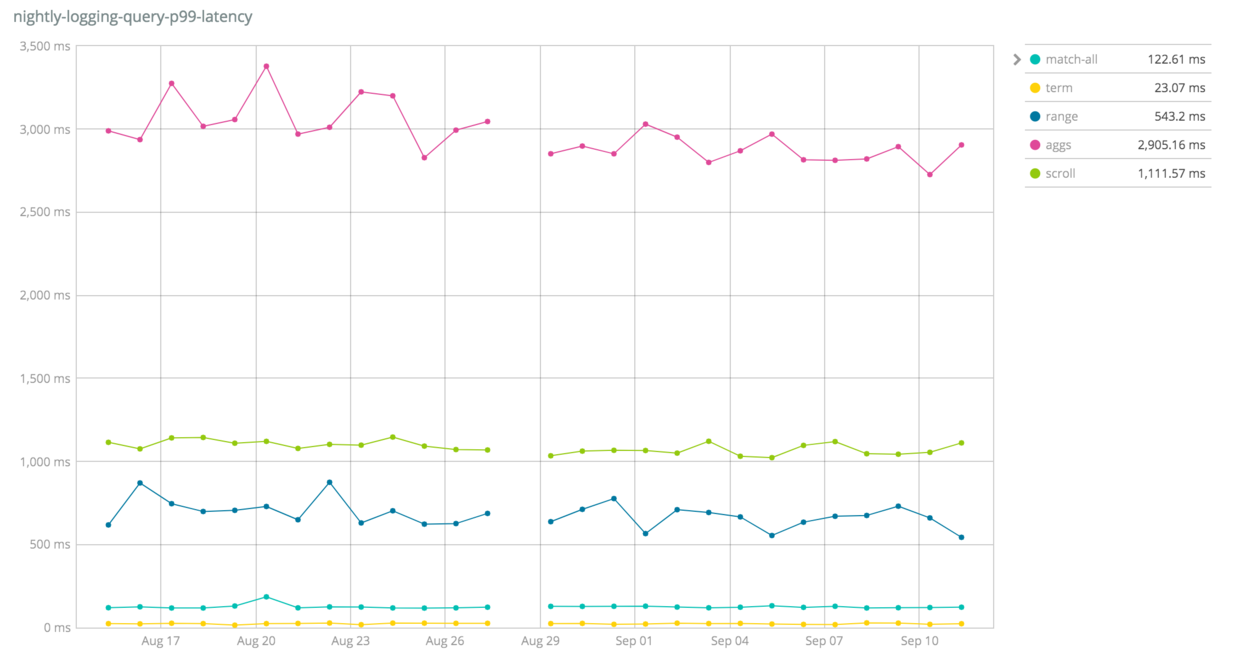 nightly-logging-query-p99-latency
3,500 ms
3,000 ms
2,500 ms
2,000 ms
1,500 ms
1,000 ms
500 ms
0 ms
Aug 17 Aug 20 Aug 23 Aug 26 Aug 29 Sep 01 Sep 04 Sep 07 Sep 10
match-all 122.61 ms
term 23.07 ms
range 543.2 ms
aggs 2,905.16 ms
scroll 1,111.57 ms